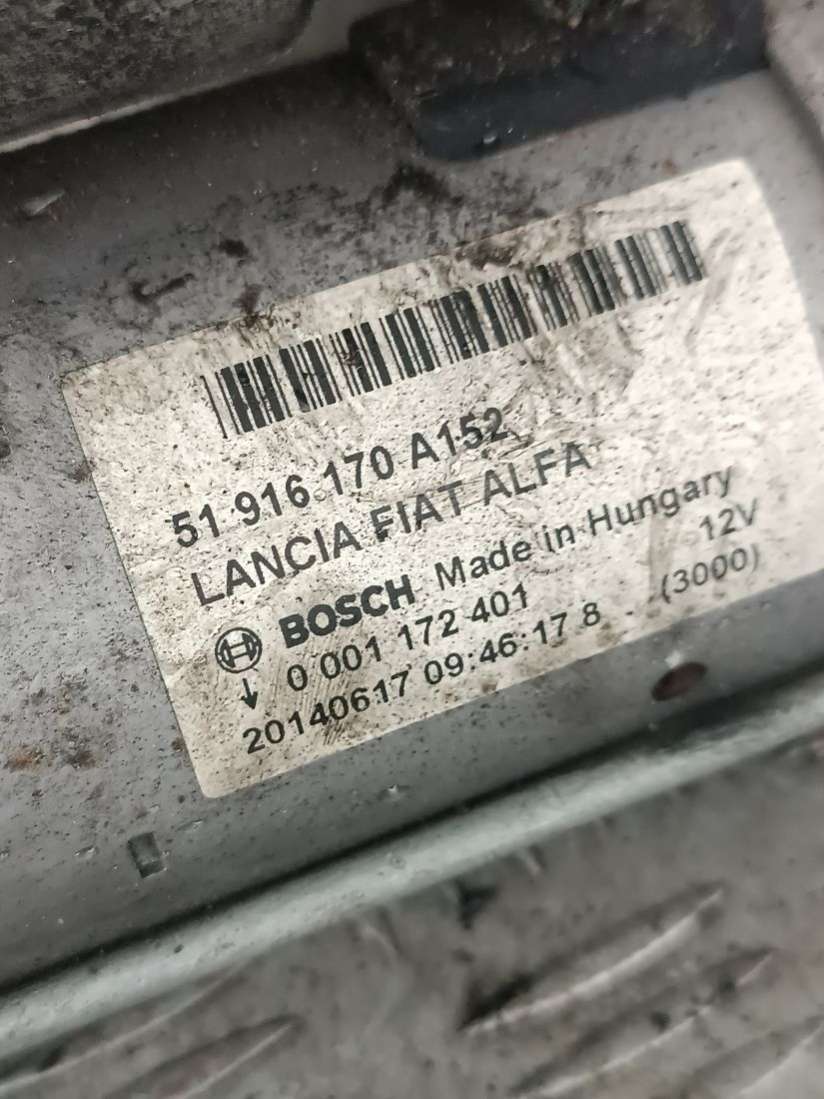 51 916 170 A152
LANCIA FIAT ALFA
BOSCH Made in Hungary
0 001 172 401 12V
20140617 09:46:17 8 (3000)